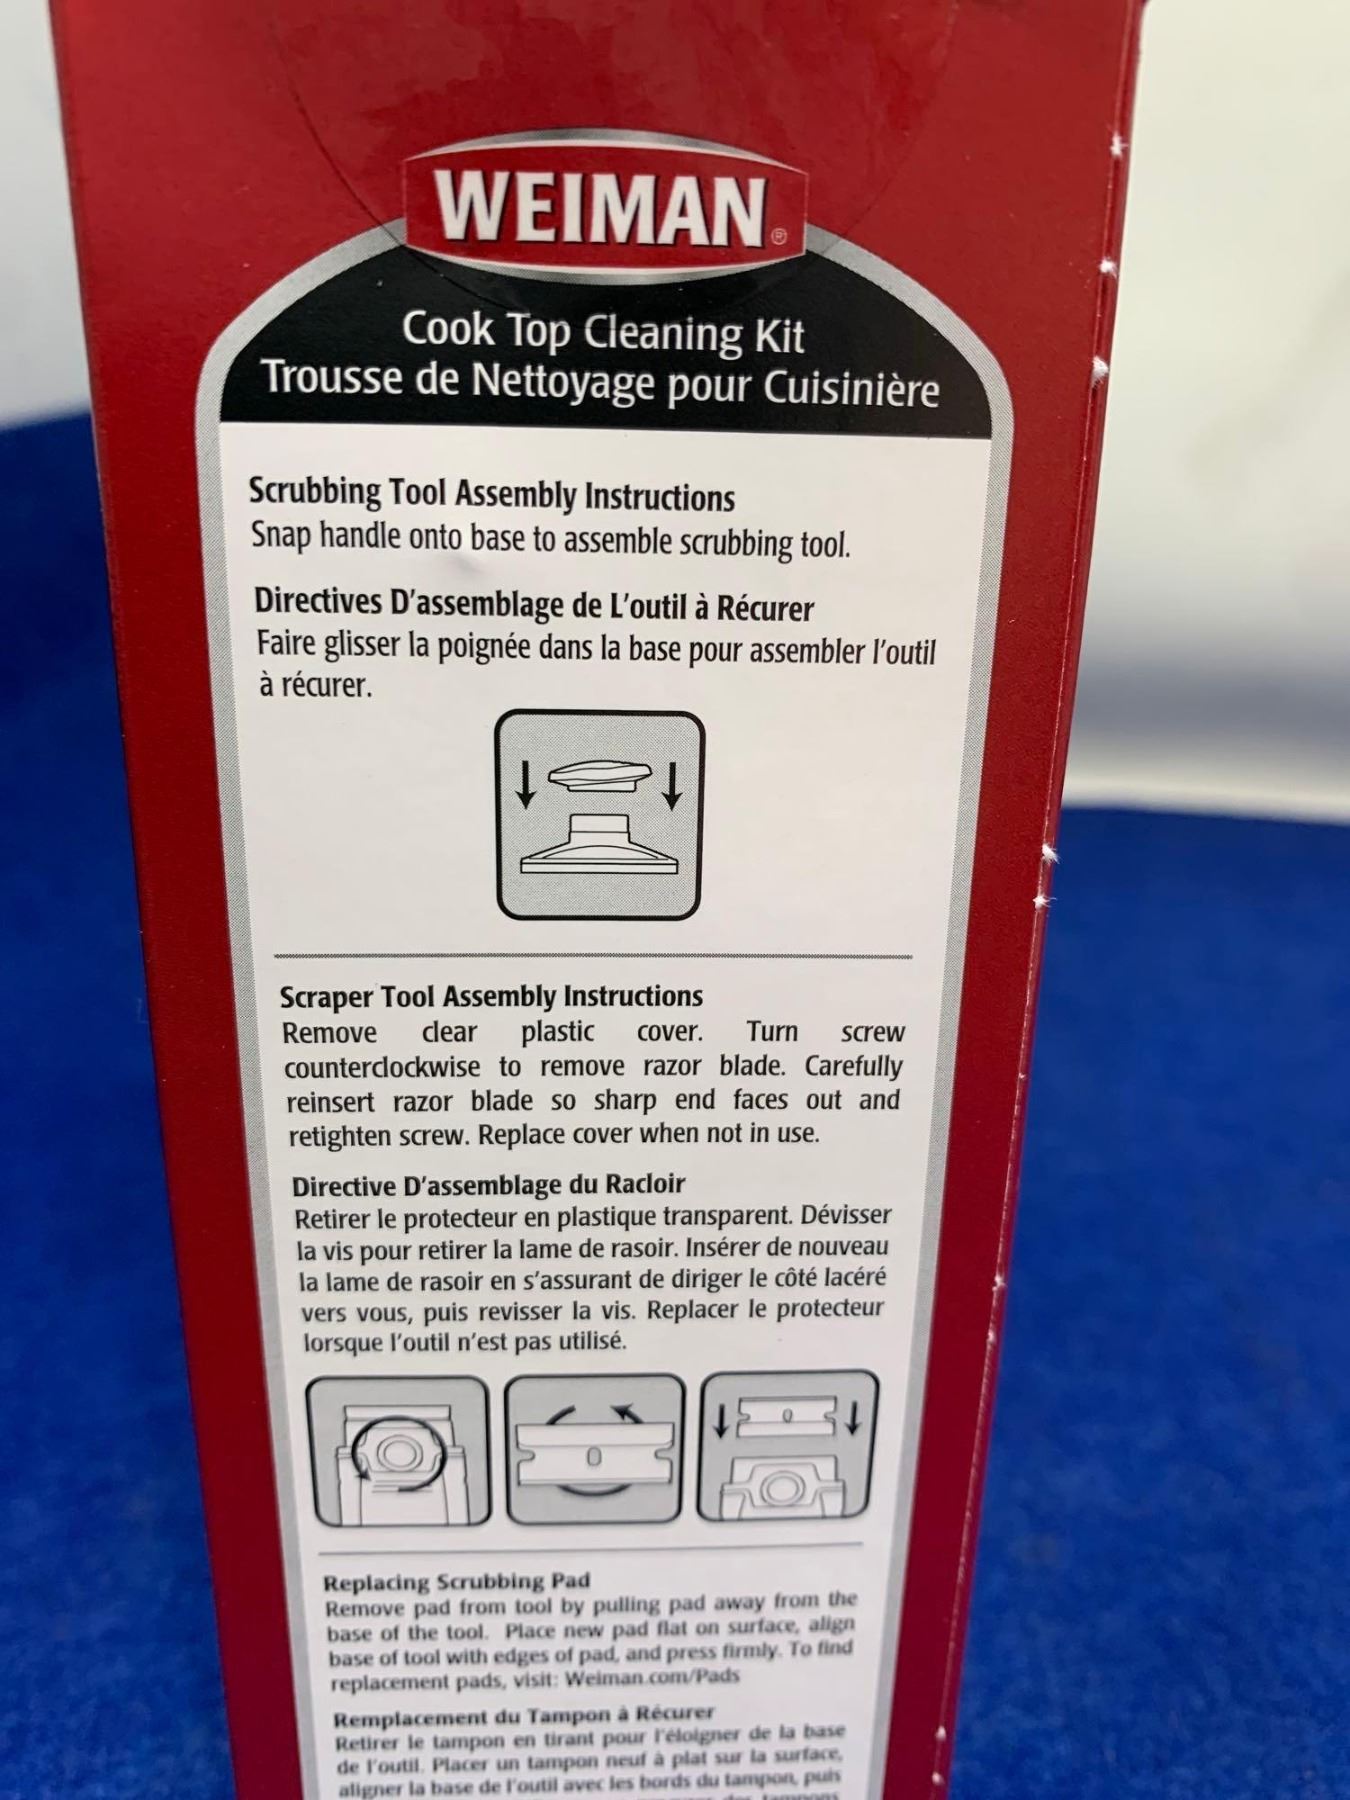 WEIMAN®
Cook Top Cleaning Kit
Trousse de Nettoyage pour Cuisinière
Scrubbing Tool Assembly Instructions
Snap handle onto base to assemble scrubbing tool.
Directives D'assemblage de L'outil à Récurer
Faire glisser la poignée dans la base pour assembler l'outil
à récurer.
Scraper Tool Assembly Instructions
Remove clear plastic cover. Turn screw
counterclockwise to remove razor blade. Carefully
reinsert razor blade so sharp end faces out and
retighten screw. Replace cover when not in use.
Directive D'assemblage du Racloir
Retirer le protecteur en plastique transparent. Dévisser
la vis pour retirer la lame de rasoir. Insérer de nouveau
la lame de rasoir en s'assurant de diriger le côté lacéré
vers vous, puis revisser la vis. Replacer le protecteur
lorsque l'outil n'est pas utilisé.
Replacing Scrubbing Pad
Remove pad from tool by pulling pad away from the
base of the tool. Place new pad flat on surface, align
base of tool with edges of pad, and press firmly. To find
replacement pads, visit: Weiman.com/Pads
Remplacement du Tampon à Récurer
Retirer le tampon en tirant pour l'éloigner de la base
de l'outil. Placer un tampon neuf à plat sur la surface,
aligner la base de l'outil avec les bords du tampon, puis
des tampons